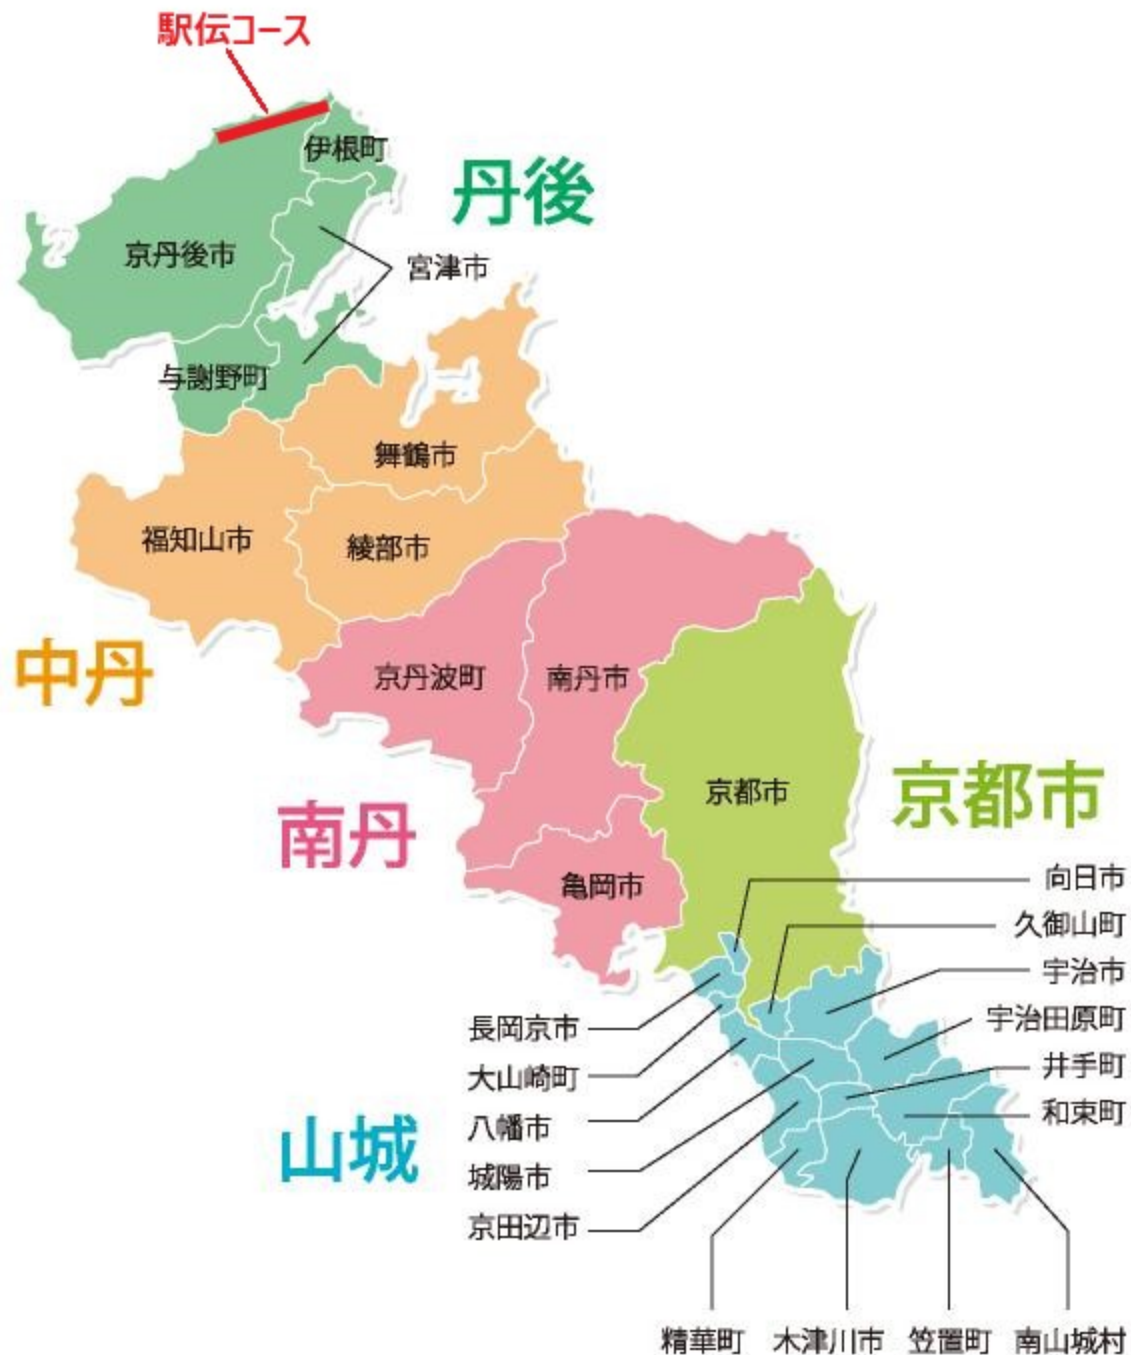 駅伝コース
伊根町
丹後
京丹後市
宮津市
与謝野町
舞鶴市
福知山市
綾部市
中丹
京丹波町
南丹市
京都市
京都市
南丹
亀岡市
向日市
久御山町
宇治市
宇治田原町
井手町
和束町
長岡京市
大山崎町
八幡市
城陽市
京田辺市
山城
精華町
木津川市
笠置町
南山城村